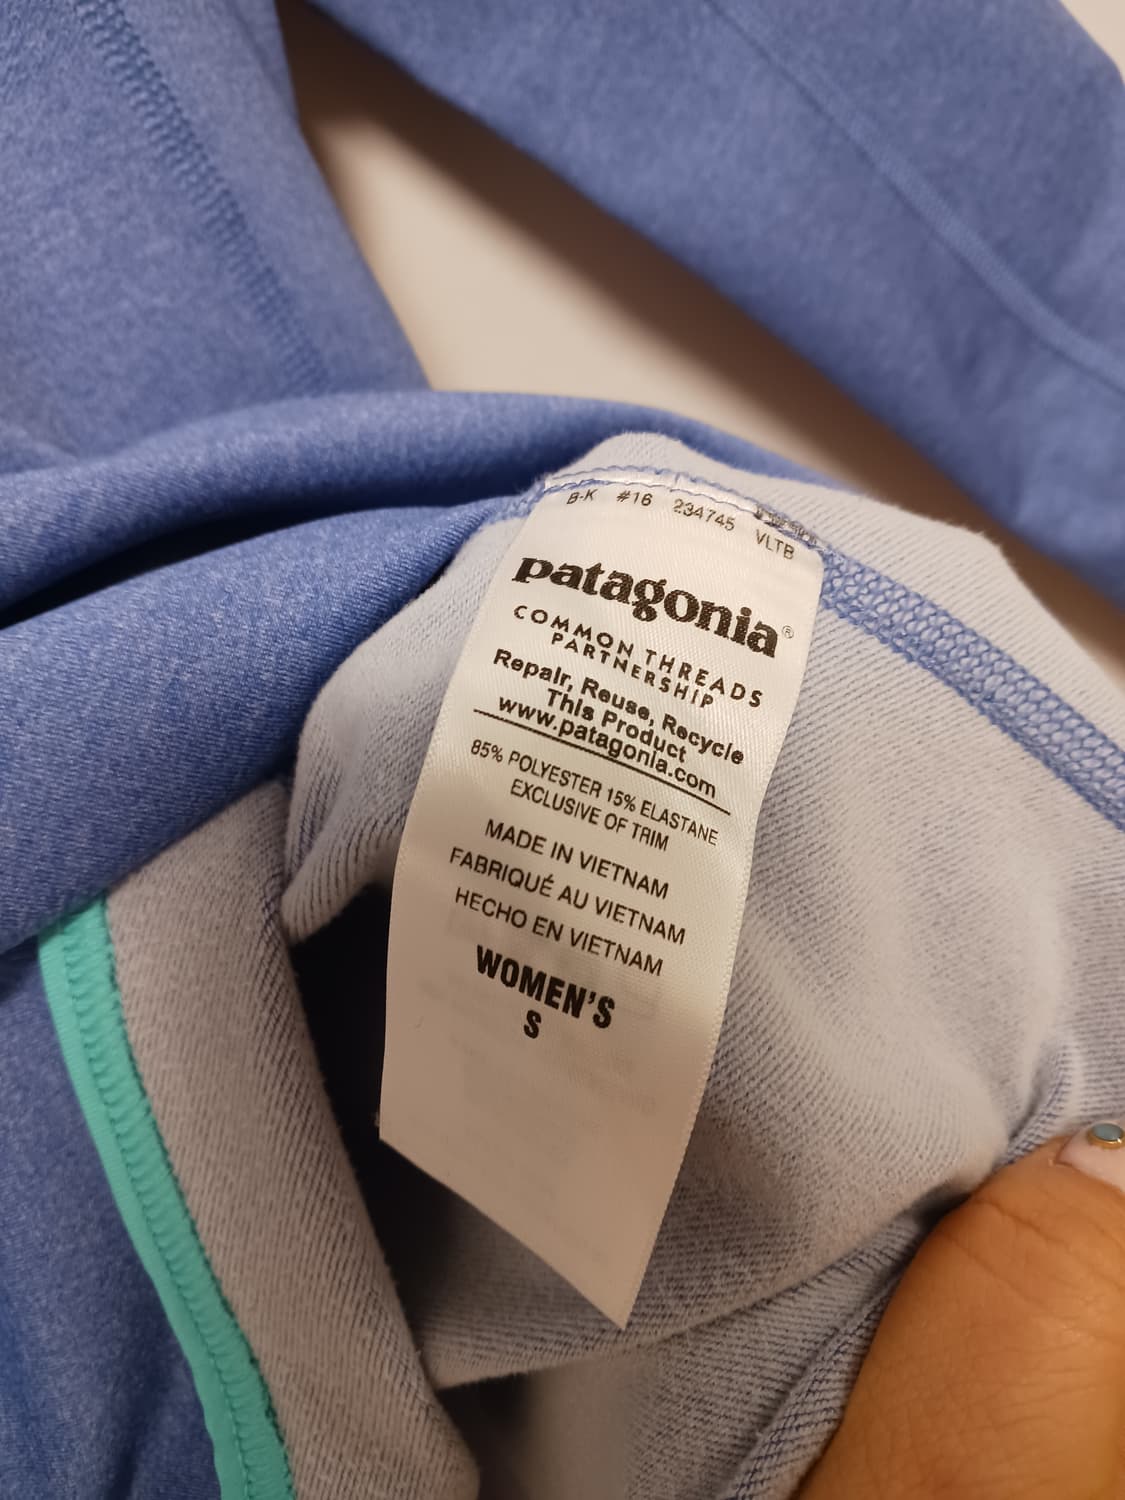 B-K #16 234745 VLTB
patagonia®
COMMON THREADS
PARTNERSHIP
Repair, Reuse, Recycle
This Product
www.patagonia.com
85% POLYESTER 15% ELASTANE
EXCLUSIVE OF TRIM
MADE IN VIETNAM
FABRIQUÉ AU VIETNAM
HECHO EN VIETNAM
WOMEN'S
S